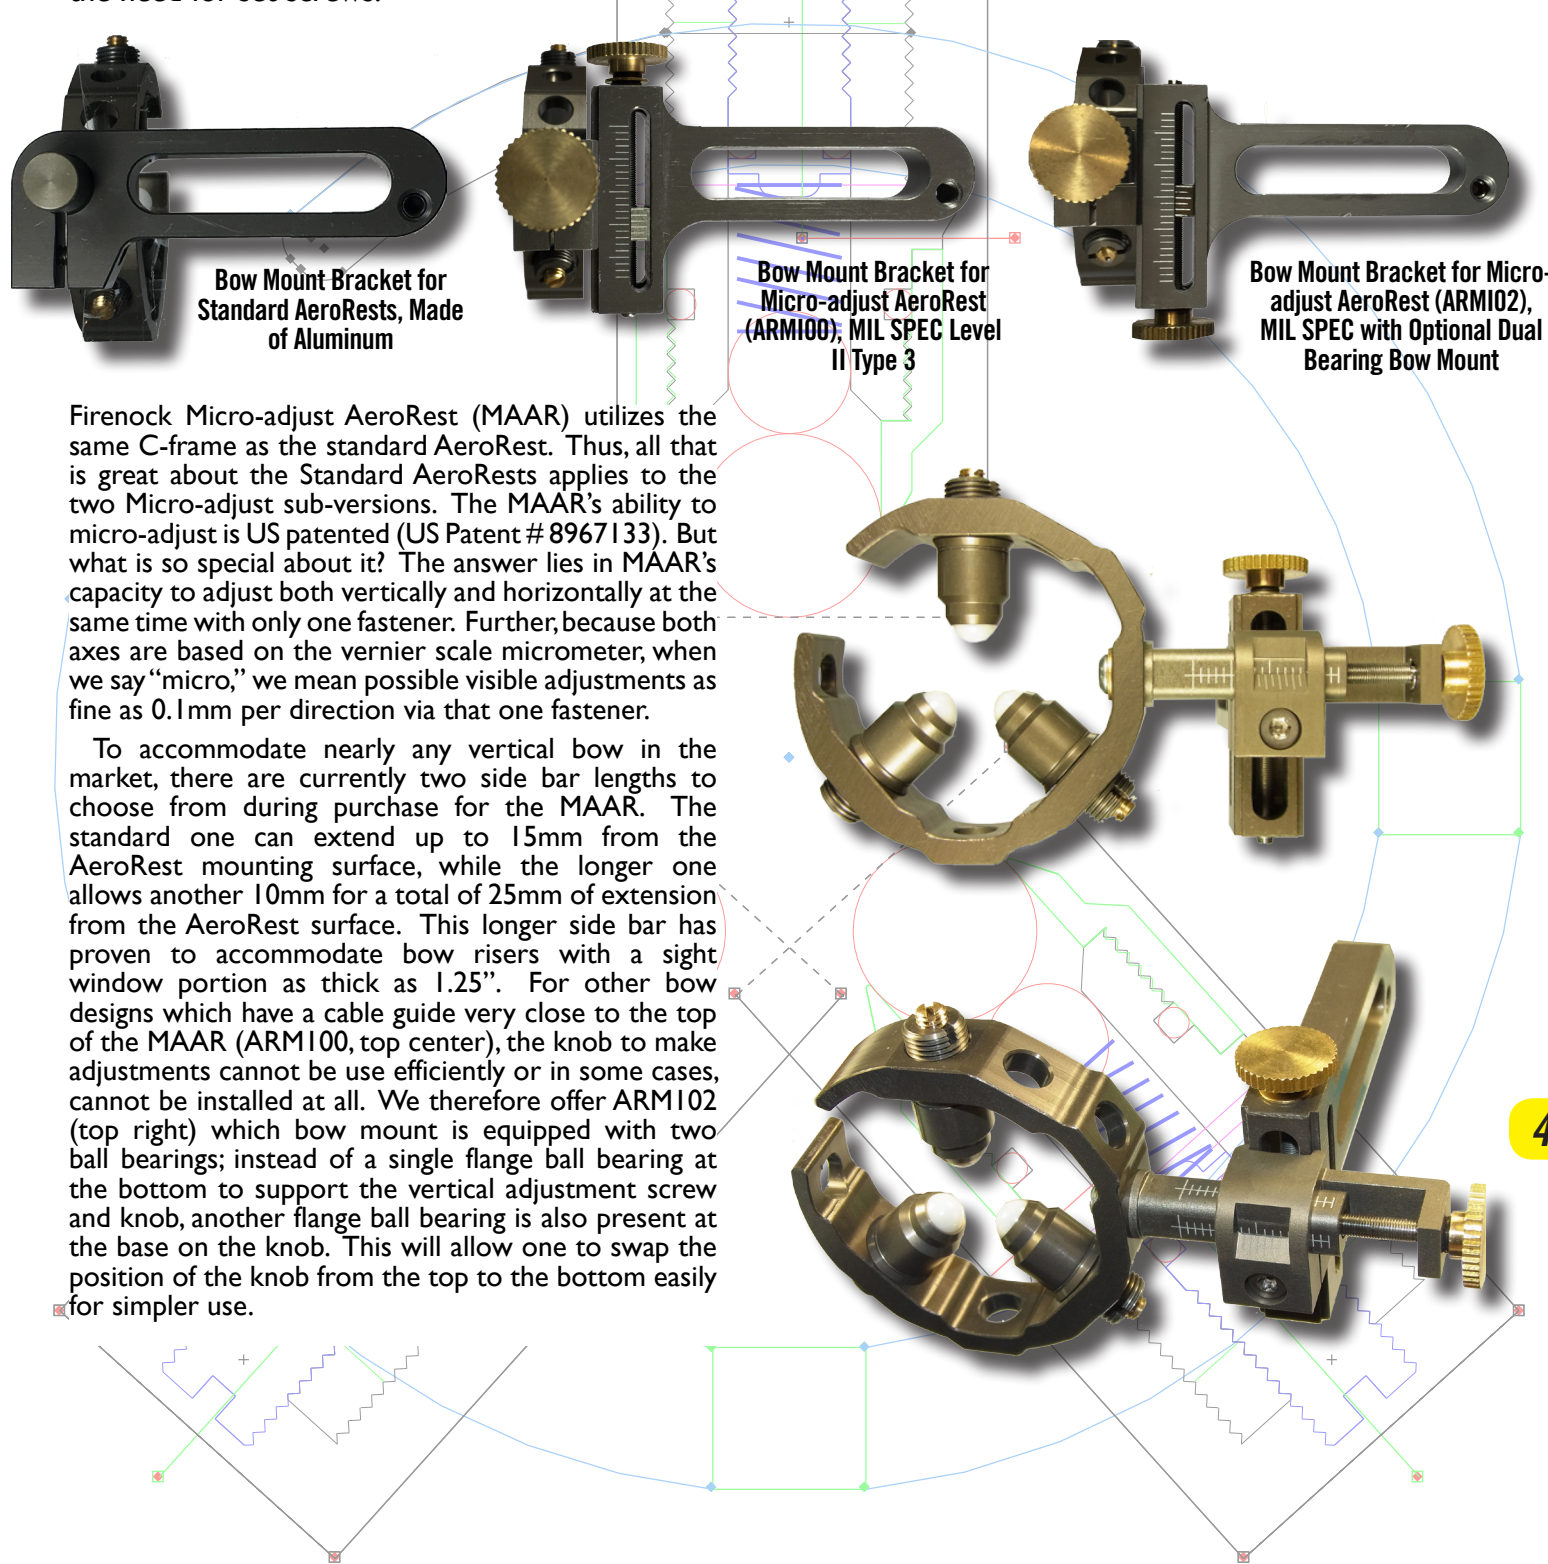 the need for set screws.
Bow Mount Bracket for
Standard AeroRests, Made
of Aluminum
Bow Mount Bracket for
Micro-adjust AeroRest
(ARM100), MIL SPEC Level
II Type 3
Bow Mount Bracket for Micro-
adjust AeroRest (ARM102),
MIL SPEC with Optional Dual
Bearing Bow Mount
Firenock Micro-adjust AeroRest (MAAR) utilizes the
same C-frame as the standard AeroRest. Thus, all that
is great about the Standard AeroRests applies to the
two Micro-adjust sub-versions. The MAAR’s ability to
micro-adjust is US patented (US Patent # 8967133). But
what is so special about it? The answer lies in MAAR’s
capacity to adjust both vertically and horizontally at the
same time with only one fastener. Further, because both
axes are based on the vernier scale micrometer, when
we say “micro,” we mean possible visible adjustments as
fine as 0.1mm per direction via that one fastener.
To accommodate nearly any vertical bow in the
market, there are currently two side bar lengths to
choose from during purchase for the MAAR. The
standard one can extend up to 15mm from the
AeroRest mounting surface, while the longer one
allows another 10mm for a total of 25mm of extension
from the AeroRest surface. This longer side bar has
proven to accommodate bow risers with a sight
window portion as thick as 1.25”. For other bow
designs which have a cable guide very close to the top
of the MAAR (ARM100, top center), the knob to make
adjustments cannot be use efficiently or in some cases,
cannot be installed at all. We therefore offer ARM102
(top right) which bow mount is equipped with two
ball bearings; instead of a single flange ball bearing at
the bottom to support the vertical adjustment screw
and knob, another flange ball bearing is also present at
the base on the knob. This will allow one to swap the
position of the knob from the top to the bottom easily
for simpler use.
4